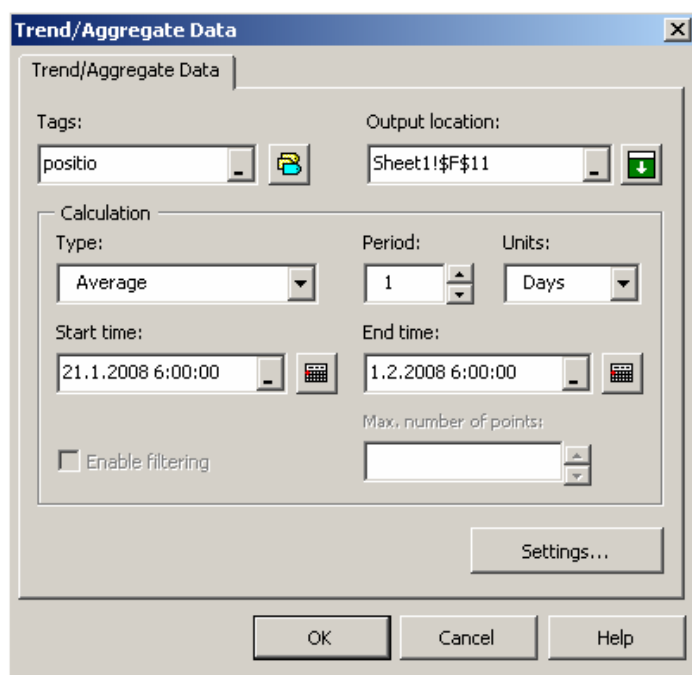 Trend/Aggregate Data
Trend/Aggregate Data
Tags: Output location:
positio Sheet1!$F$11
Calculation
Type: Period: Units:
Average 1 Days
Start time: End time:
21.1.2008 6:00:00 1.2.2008 6:00:00
Max. number of points:
Enable filtering
Settings...
OK Cancel Help